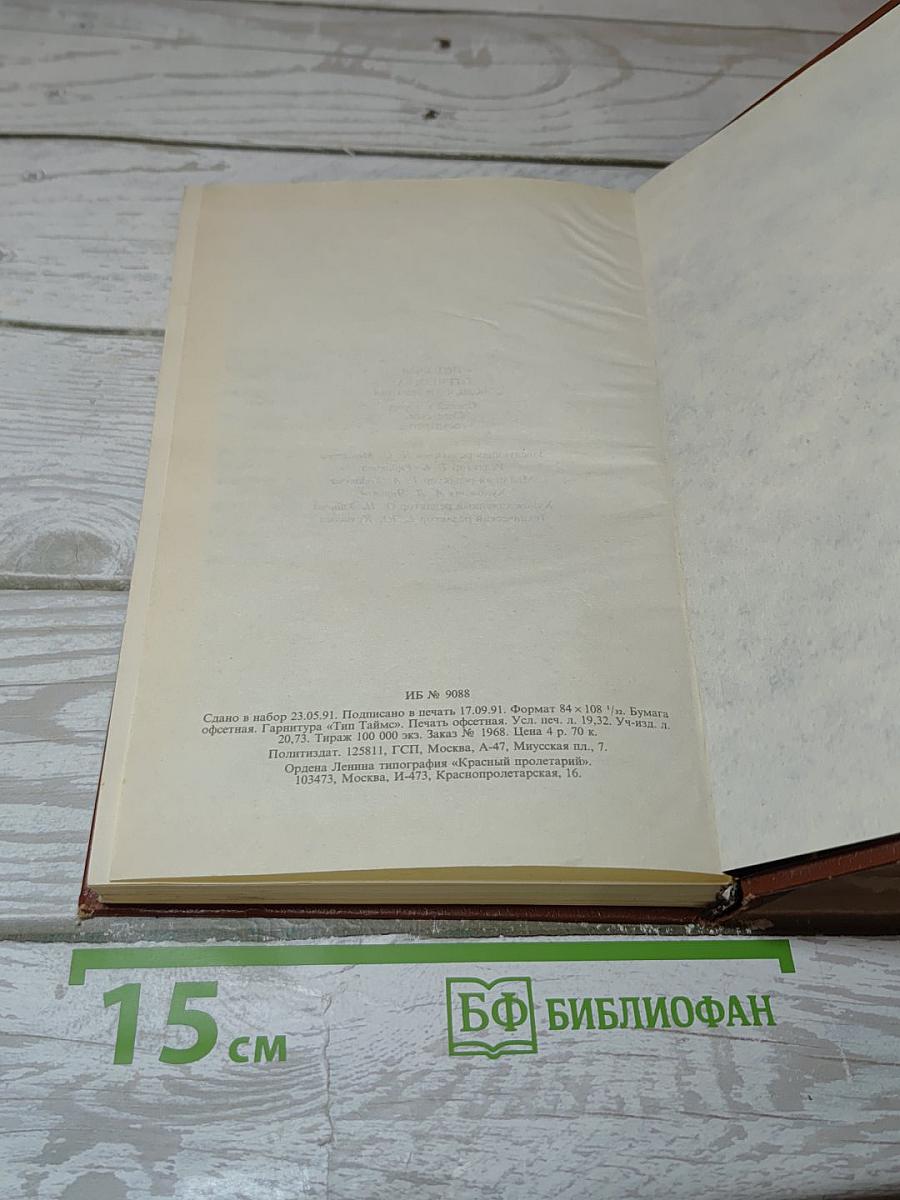 ИБ № 9088
Сдано в набор 23.05.91. Подписано в печать 17.09.91. Формат 84 × 108 ¹/₃₂. Бумага
офсетная. Гарнитура «Тип Таймс». Печать офсетная. Усл. печ. л. 19,32. Уч-изд. л.
20,73. Тираж 100 000 экз. Заказ № 1968. Цена 4 р. 70 к.
Политиздат. 125811, ГСП, Москва, А-47, Миусская пл., 7.
Ордена Ленина типография «Красный пролетарий».
103473, Москва, И-473, Краснопролетарская, 16.
15 см
БФ БИБЛИОФАН